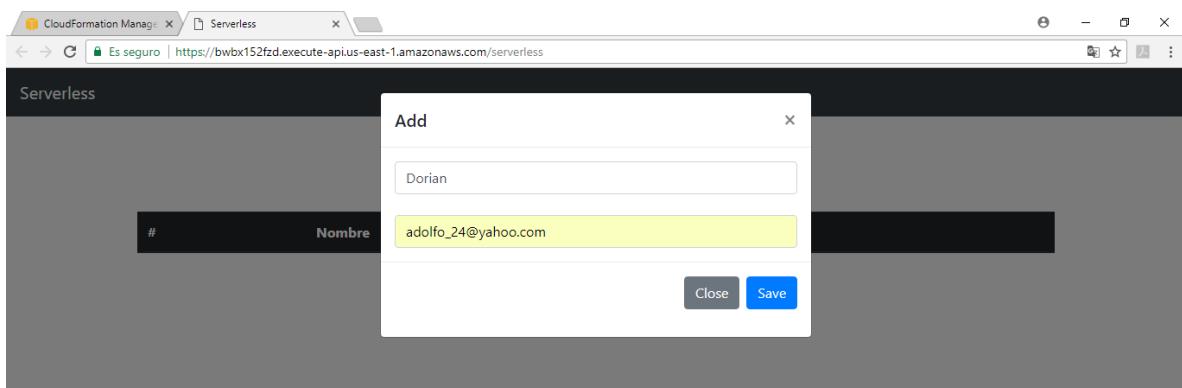 CloudFormation Manage
Serverless
Es seguro https://bwbx152fzd.execute-api.us-east-1.amazonaws.com/serverless
Serverless
Add
Dorian
# Nombre
adolfo_24@yahoo.com
Close Save